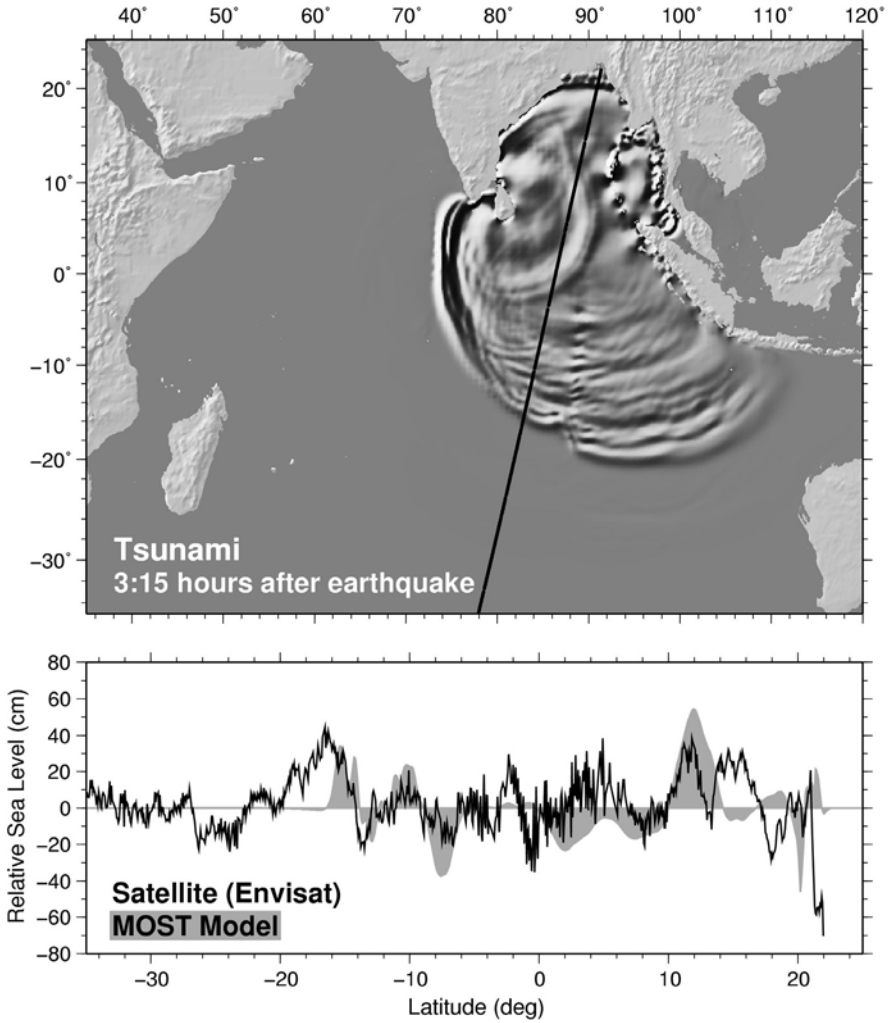 40° 50° 60° 70° 80° 90° 100° 110° 120°
20°
10°
0°
−10°
−20°
−30°
Tsunami
3:15 hours after earthquake
80
60
40
20
0
−20
−40
−60
−80
Relative Sea Level (cm)
Satellite (Envisat)
MOST Model
−30 −20 −10 0 10 20
Latitude (deg)